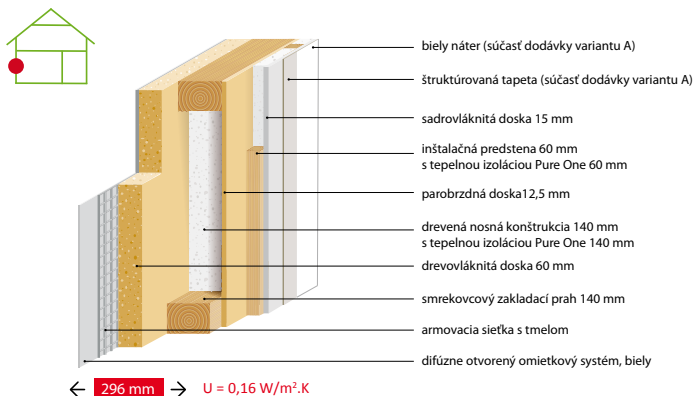 biely náter (súčasť dodávky variantu A)
štruktúrovaná tapeta (súčasť dodávky variantu A)
sadrovláknitá doska 15 mm
inštalačná predstena 60 mm
s tepelnou izoláciou Pure One 60 mm
parobrzdná doska12,5 mm
drevená nosná konštrukcia 140 mm
s tepelnou izoláciou Pure One 140 mm
drevovláknitá doska 60 mm
smrekovcový zakladací prah 140 mm
armovacia sieťka s tmelom
difúzne otvorený omietkový systém, biely
296 mm U = 0,16 W/m².K